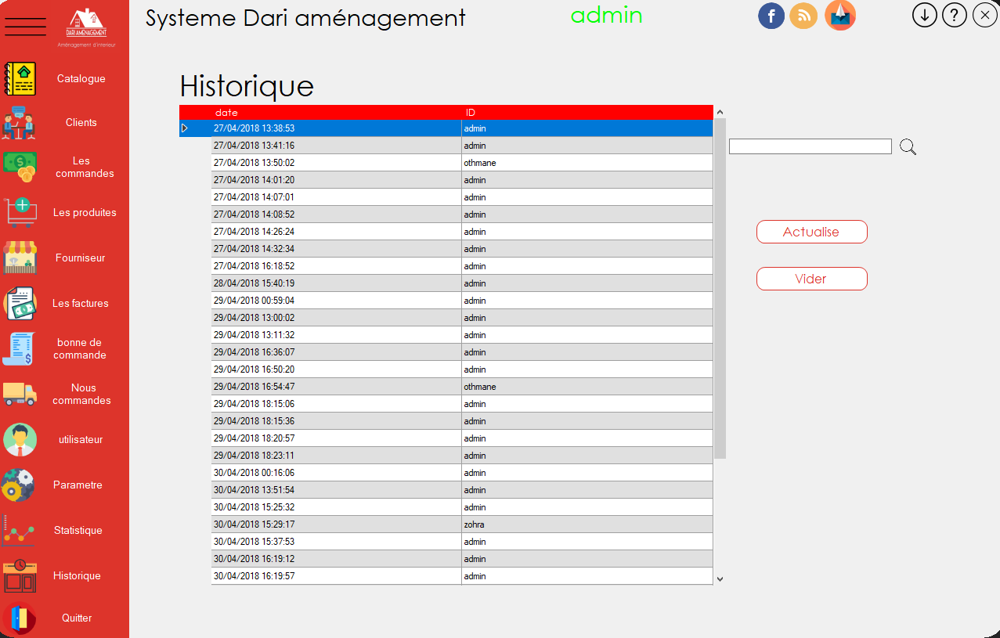 Systeme Dari aménagement
admin
DARI AMENAGEMENT
Aménagement d'interieur
?
Catalogue
Clients
Les
commandes
Les produites
Fourniseur
Les factures
bonne de
commande
Nous
commandes
utilisateur
Parametre
Statistique
Historique
Quitter
Historique
date ID
27/04/2018 13:38:53 admin
27/04/2018 13:41:16 admin
27/04/2018 13:50:02 othmane
27/04/2018 14:01:20 admin
27/04/2018 14:07:01 admin
27/04/2018 14:08:52 admin
27/04/2018 14:26:24 admin
27/04/2018 14:32:34 admin
27/04/2018 16:18:52 admin
28/04/2018 15:40:19 admin
29/04/2018 00:59:04 admin
29/04/2018 13:00:02 admin
29/04/2018 13:11:32 admin
29/04/2018 16:36:07 admin
29/04/2018 16:50:20 admin
29/04/2018 16:54:47 othmane
29/04/2018 18:15:06 admin
29/04/2018 18:15:36 admin
29/04/2018 18:20:57 admin
29/04/2018 18:23:11 admin
30/04/2018 00:16:06 admin
30/04/2018 13:51:54 admin
30/04/2018 15:25:32 admin
30/04/2018 15:29:17 zohra
30/04/2018 15:37:53 admin
30/04/2018 16:19:12 admin
30/04/2018 16:19:57 admin
Actualise
Vider